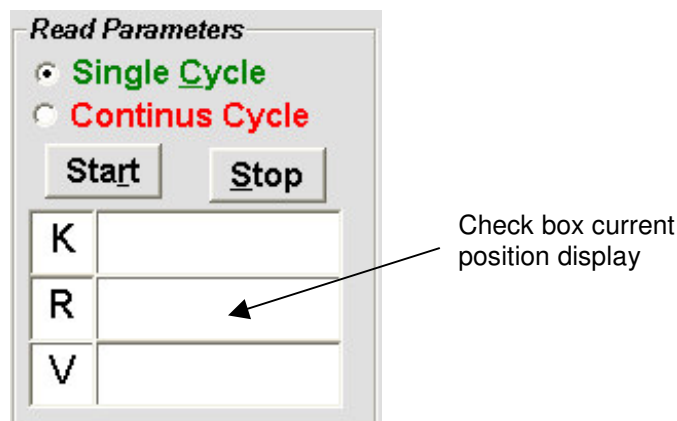 Read Parameters
Single Cycle
Continus Cycle
Start Stop
K
R
V
Check box current
position display